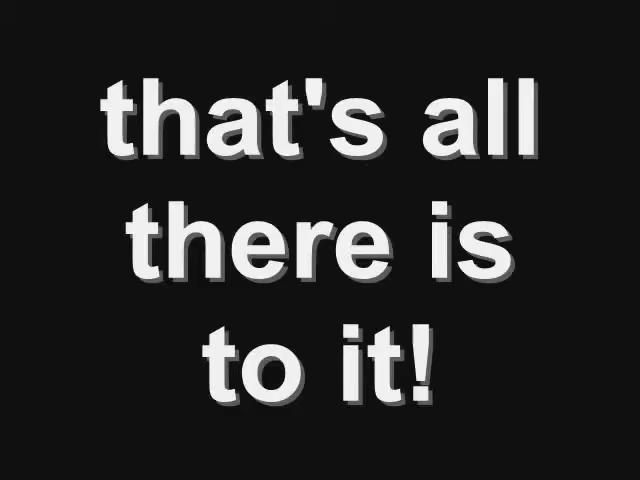 that's all
there is
to it!